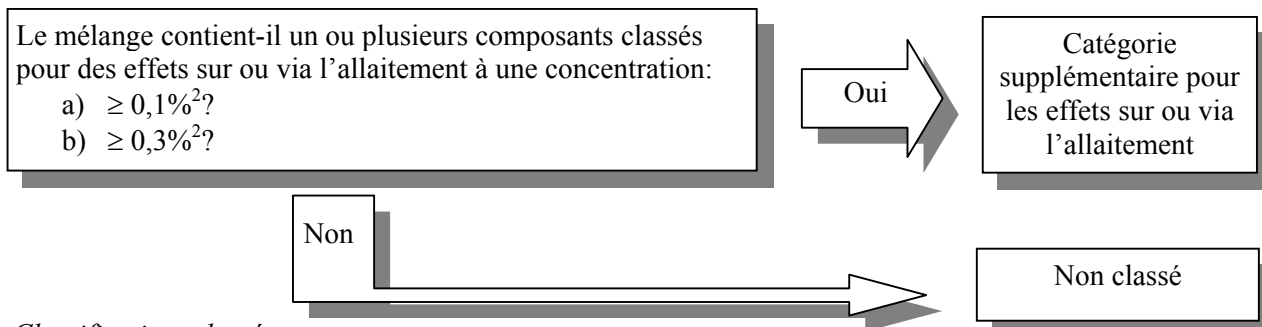 Le mélange contient-il un ou plusieurs composants classés
pour des effets sur ou via l’allaitement à une concentration:
a) ≥ 0,1%²?
b) ≥ 0,3%²?
Oui
Catégorie
supplémentaire pour
les effets sur ou via
l’allaitement
Non
Non classé